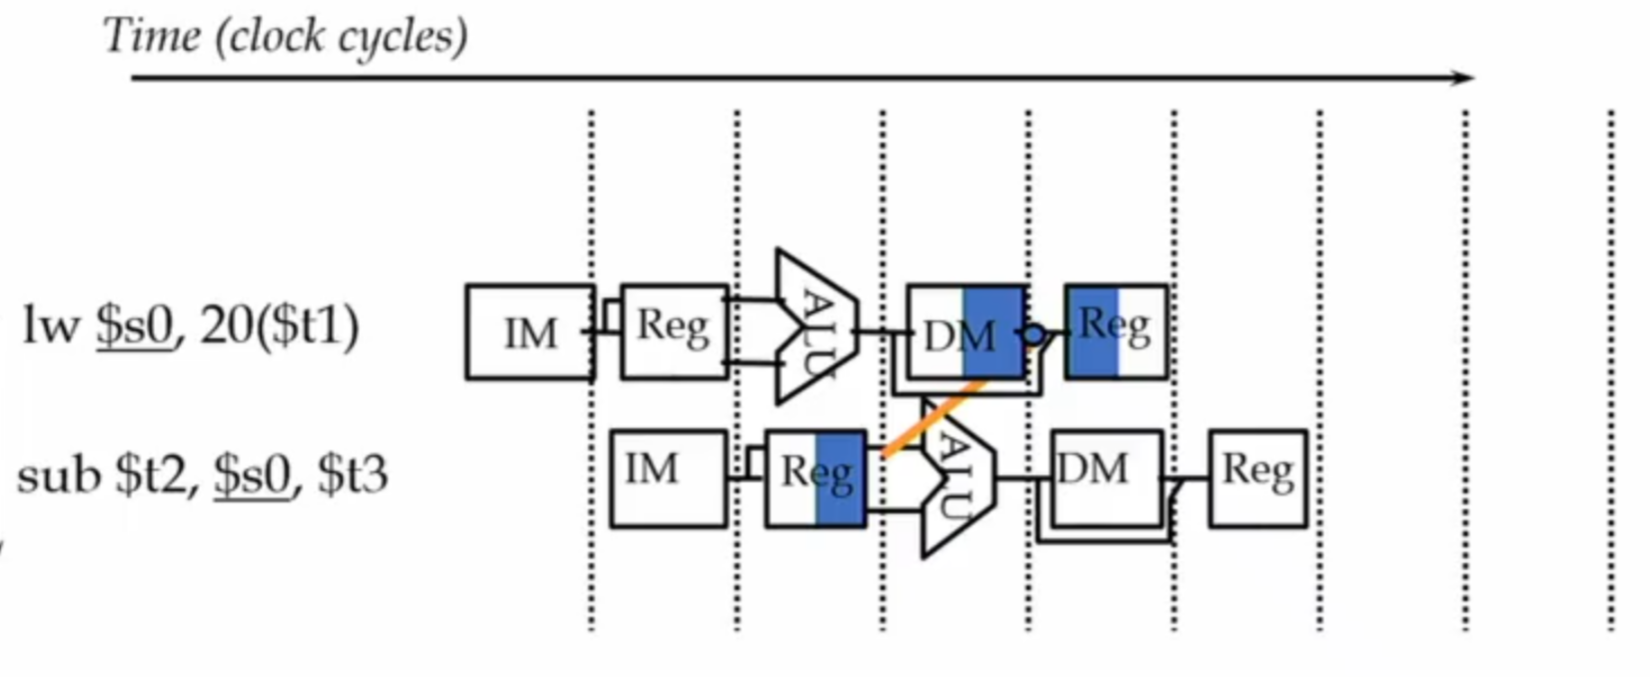 Time (clock cycles)
lw $s0, 20($t1)
IM
Reg
ALU
DM
Reg
sub $t2, $s0, $t3
IM
Reg
ALU
DM
Reg